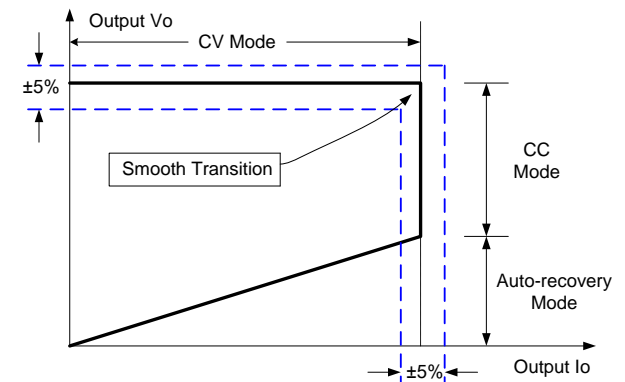 Output Vo
CV Mode
±5%
Smooth Transition
CC
Mode
Auto-recovery
Mode
±5%
Output Io